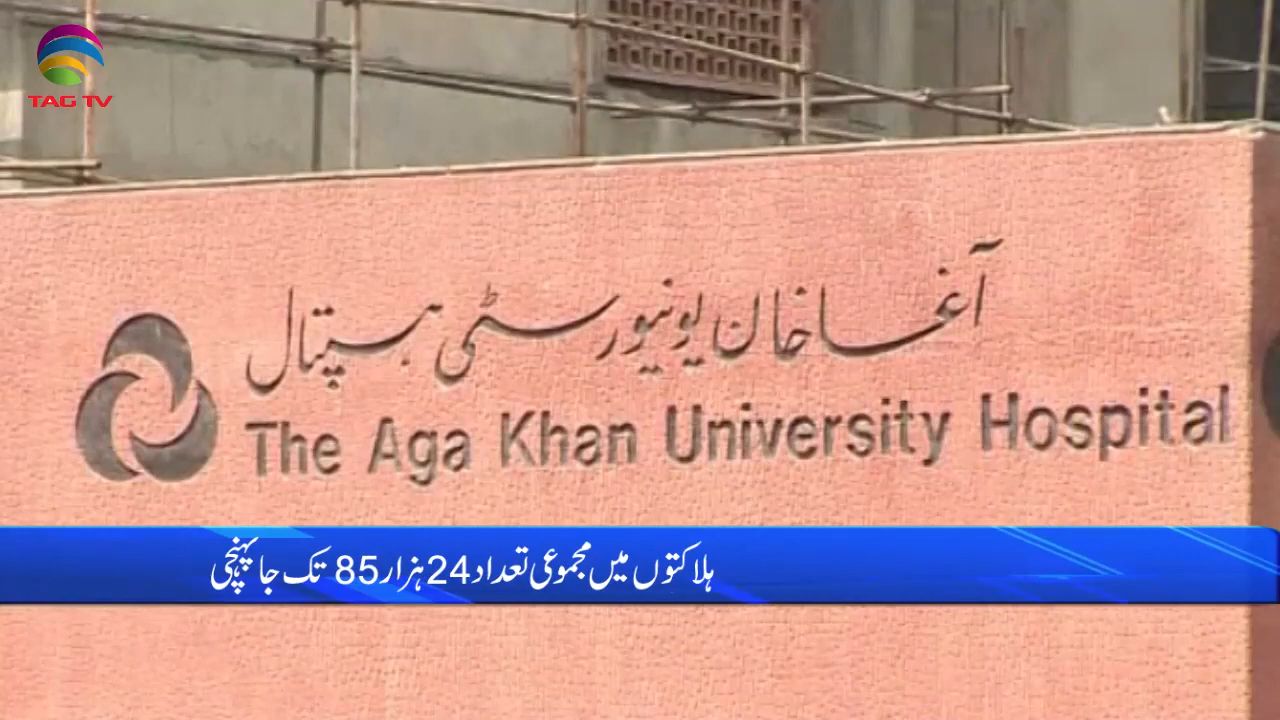 TAG TV
آغا خان یونیورسٹی ہسپتال
The Aga Khan University Hospital
ہلاکتوں میں مجموعی تعداد 24 ہزار 85 تک جا پہنچی